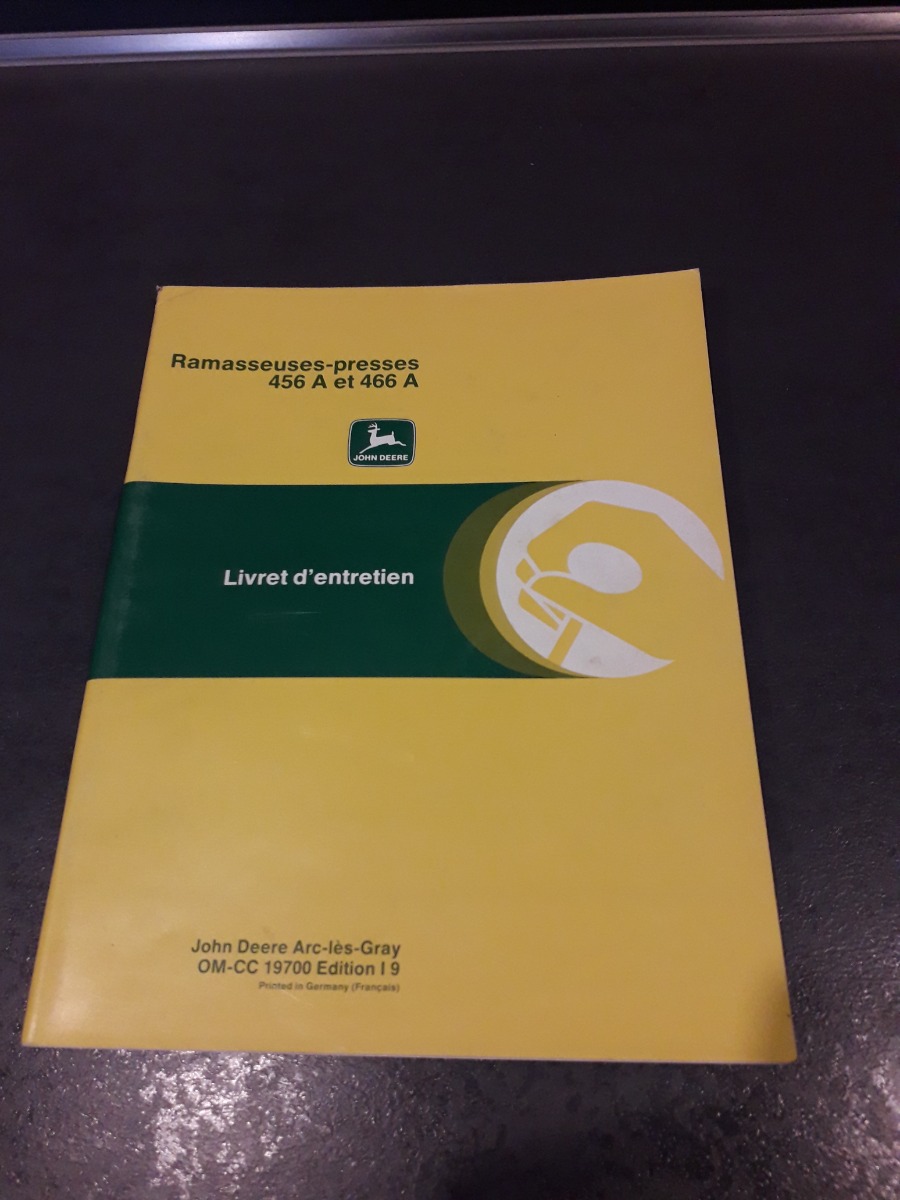 Ramasseuses-presses
456 A et 466 A
JOHN DEERE
Livret d'entretien
John Deere Arc-lès-Gray
OM-CC 19700 Edition I 9
Printed in Germany (Français)